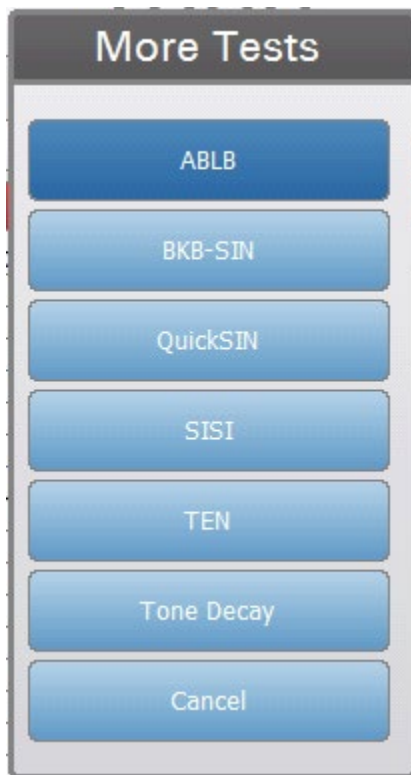 More Tests
ABLB
BKB-SIN
QuickSIN
SISI
TEN
Tone Decay
Cancel